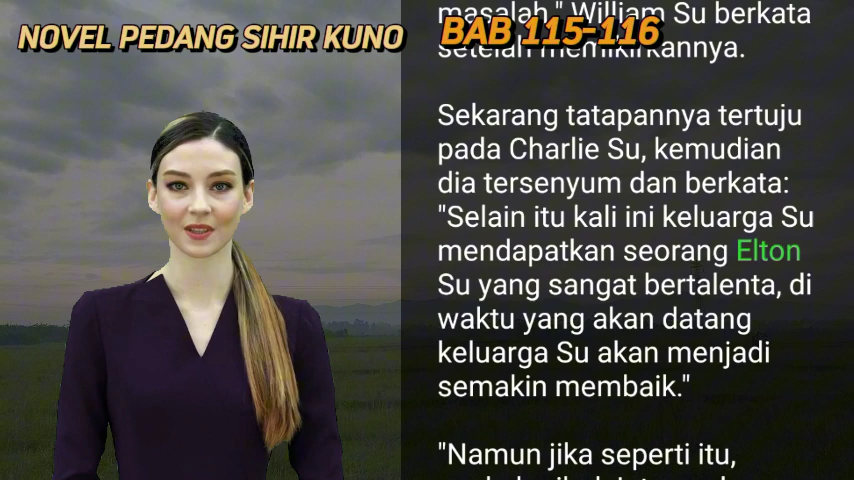 NOVEL PEDANG SIHIR KUNO
BAB 115-116
masalah." William Su berkata
setelah memikirkannya.
Sekarang tatapannya tertuju
pada Charlie Su, kemudian
dia tersenyum dan berkata:
"Selain itu kali ini keluarga Su
mendapatkan seorang Elton
Su yang sangat bertalenta, di
waktu yang akan datang
keluarga Su akan menjadi
semakin membaik."
"Namun jika seperti itu,